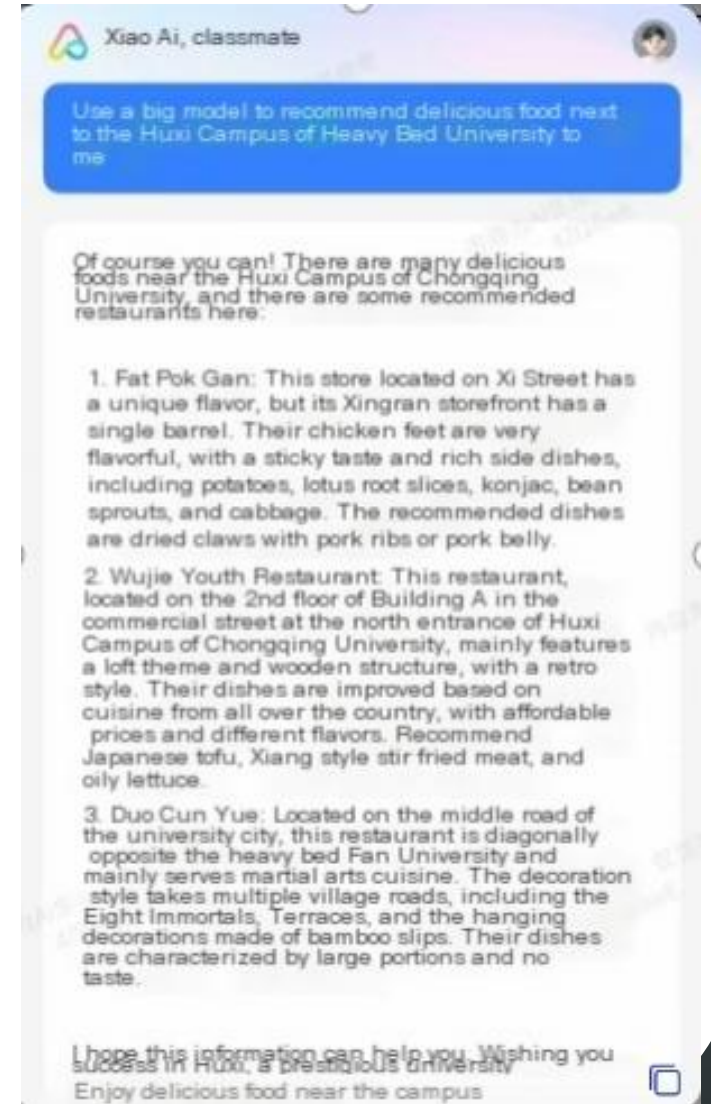 Xiao Ai, classmate
Use a big model to recommend delicious food next
to the Huxi Campus of Heavy Bed University to
me
Of course you can! There are many delicious
foods near the Huxi Campus of Chongqing
University, and there are some recommended
restaurants here:
1. Fat Pok Gan: This store located on Xi Street has
a unique flavor, but its Xingran storefront has a
single barrel. Their chicken feet are very
flavorful, with a sticky taste and rich side dishes,
including potatoes, lotus root slices, konjac, bean
sprouts, and cabbage. The recommended dishes
are dried claws with pork ribs or pork belly.
2. Wujie Youth Restaurant: This restaurant,
located on the 2nd floor of Building A in the
commercial street at the north entrance of Huxi
Campus of Chongqing University, mainly features
a loft theme and wooden structure, with a retro
style. Their dishes are improved based on
cuisine from all over the country, with affordable
prices and different flavors. Recommend
Japanese tofu, Xiang style stir fried meat, and
oily lettuce.
3. Duo Cun Yue: Located on the middle road of
the university city, this restaurant is diagonally
opposite the heavy bed Fan University and
mainly serves martial arts cuisine. The decoration
style takes multiple village roads, including the
Eight Immortals, Terraces, and the hanging
decorations made of bamboo slips. Their dishes
are characterized by large portions and no
taste.
I hope this information can help you. Wishing you
success in Huxi, a prestigious university
Enjoy delicious food near the campus